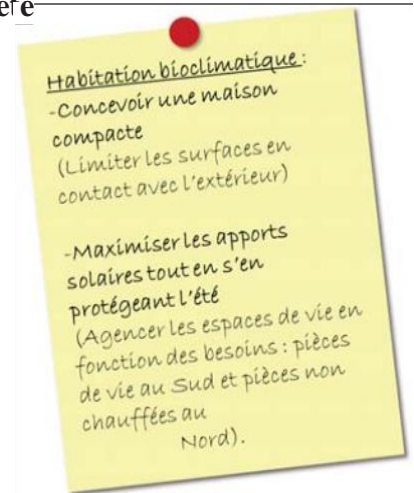 Habitation bioclimatique :
-Concevoir une maison
compacte
(Limiter les surfaces en
contact avec l'extérieur)
-Maximiser les apports
solaires tout en s'en
protégeant l'été
(Agencer les espaces de vie en
fonction des besoins : pièces
de vie au Sud et pièces non
chauffées au
Nord).